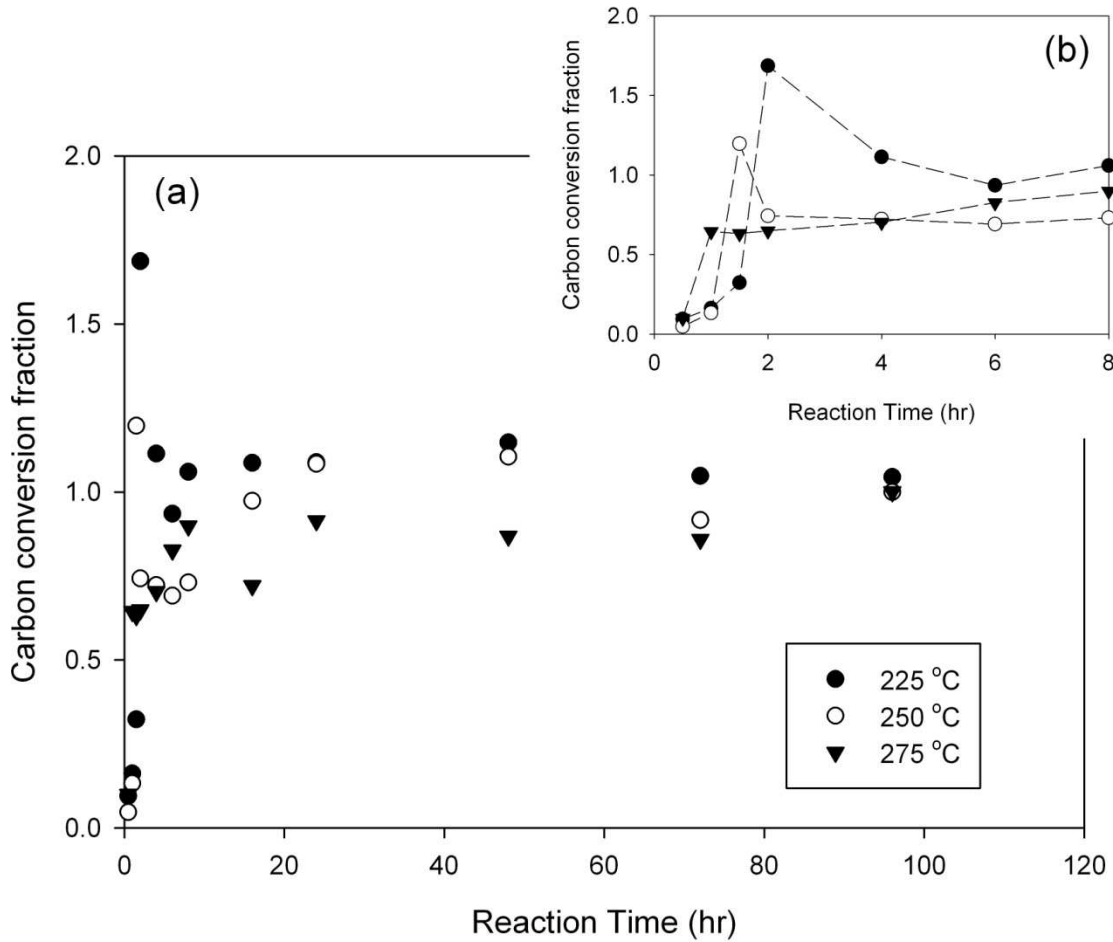 (b)
2.0
1.5
1.0
0.5
0.0
Carbon conversion fraction
0 2 4 6 8
Reaction Time (hr)
(a)
2.0
1.5
1.0
0.5
0.0
Carbon conversion fraction
225 °C
250 °C
275 °C
0 20 40 60 80 100 120
Reaction Time (hr)